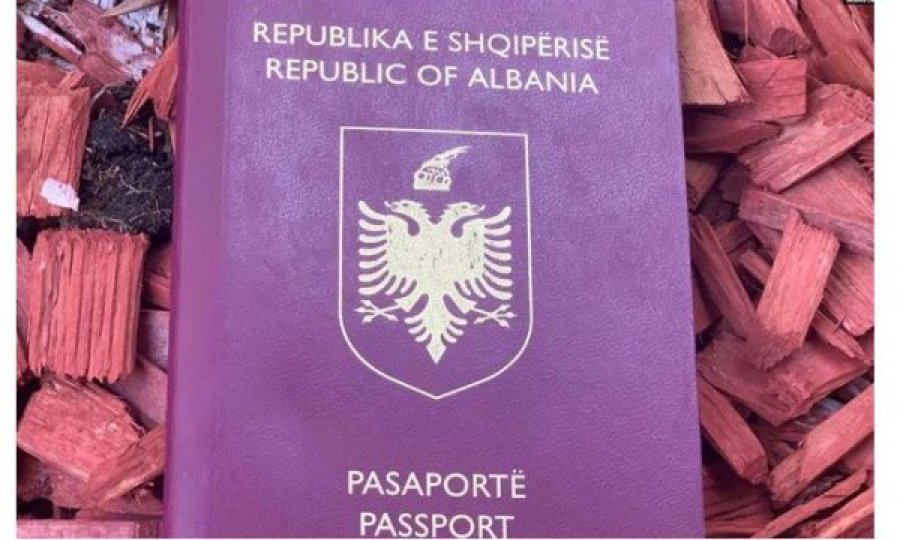 REPUBLIKA E SHQIPËRISË
REPUBLIC OF ALBANIA
PASAPORTË
PASSPORT